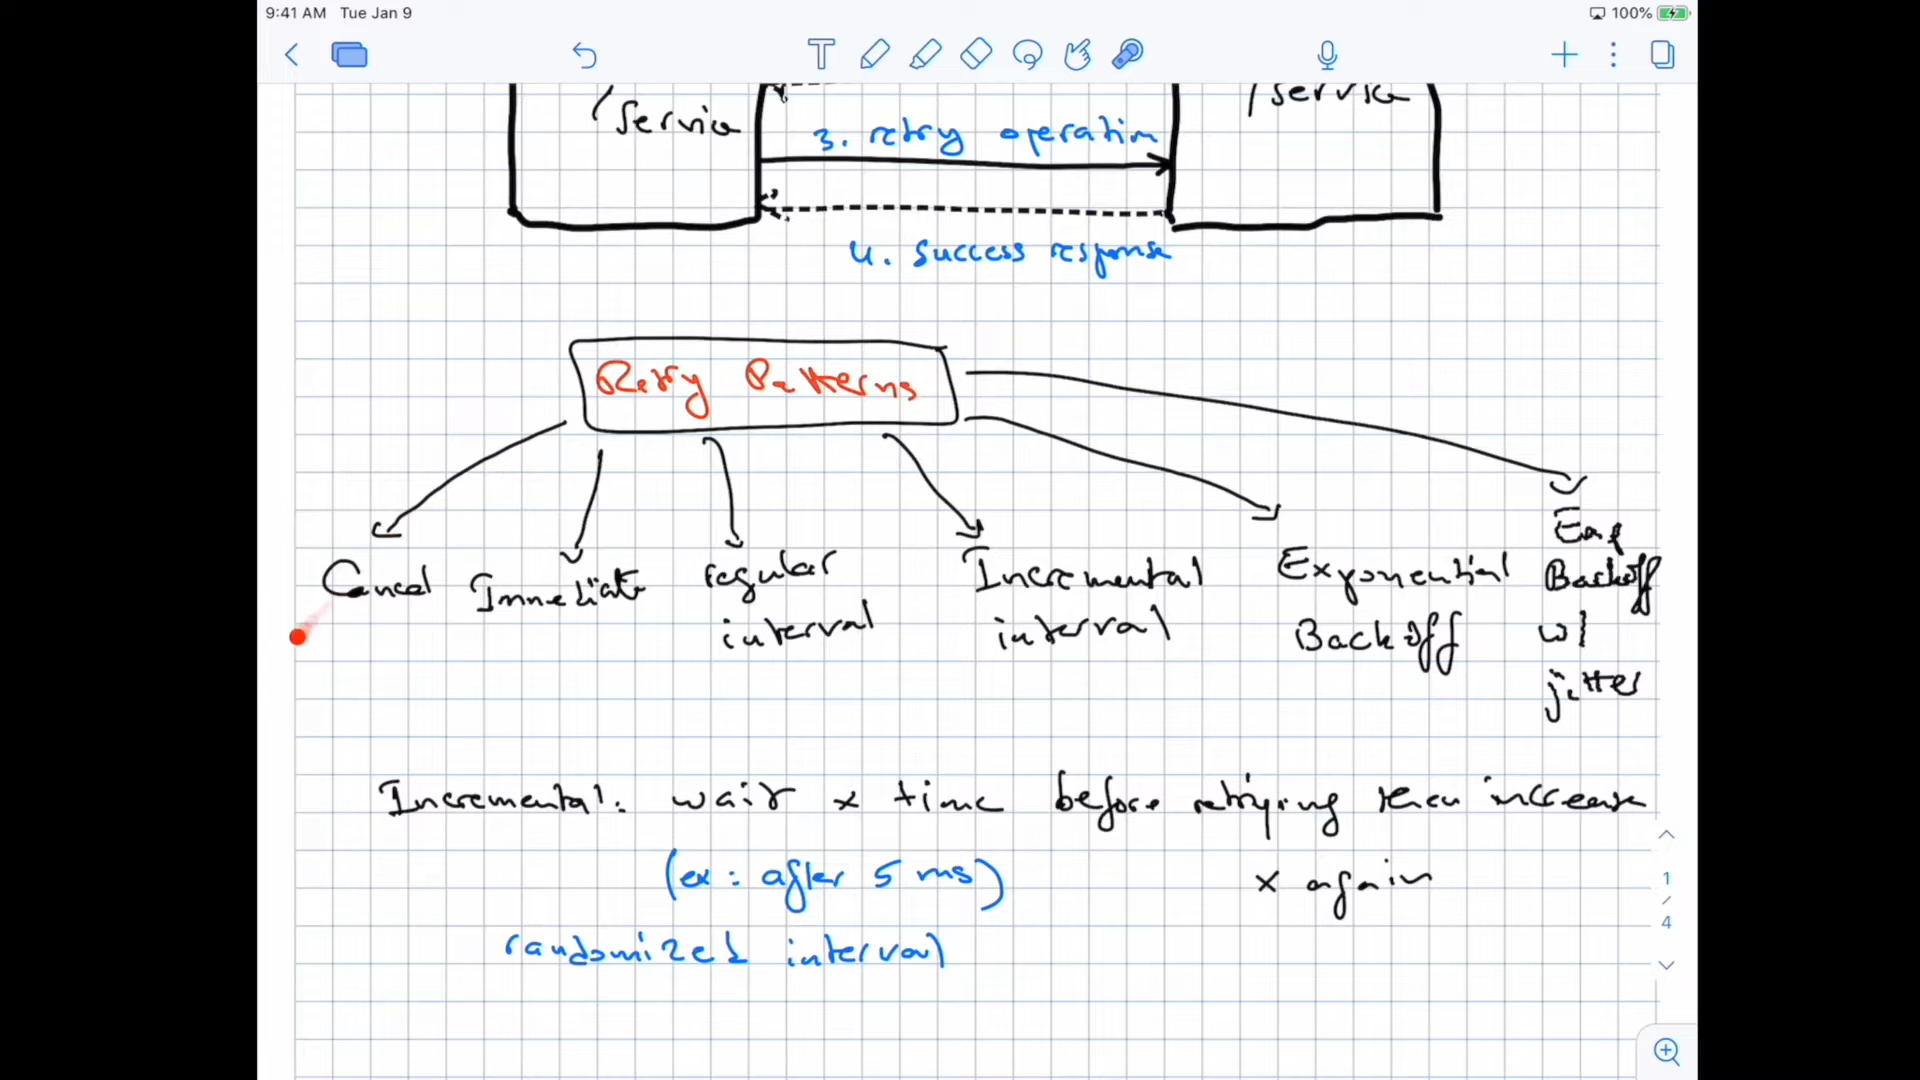 9:41 AM Tue Jan 9
100%
/ service
/ service
3. retry operation
4. success response
Retry Patterns
Cancel
Immediate
regular
interval
Incremental
interval
Exponential
Backoff
Exp
Backoff
w/
jitter
Incremental: wait x time before retrying then increase
(ex: after 5 ms)
x again
randomized interval
1
/
4